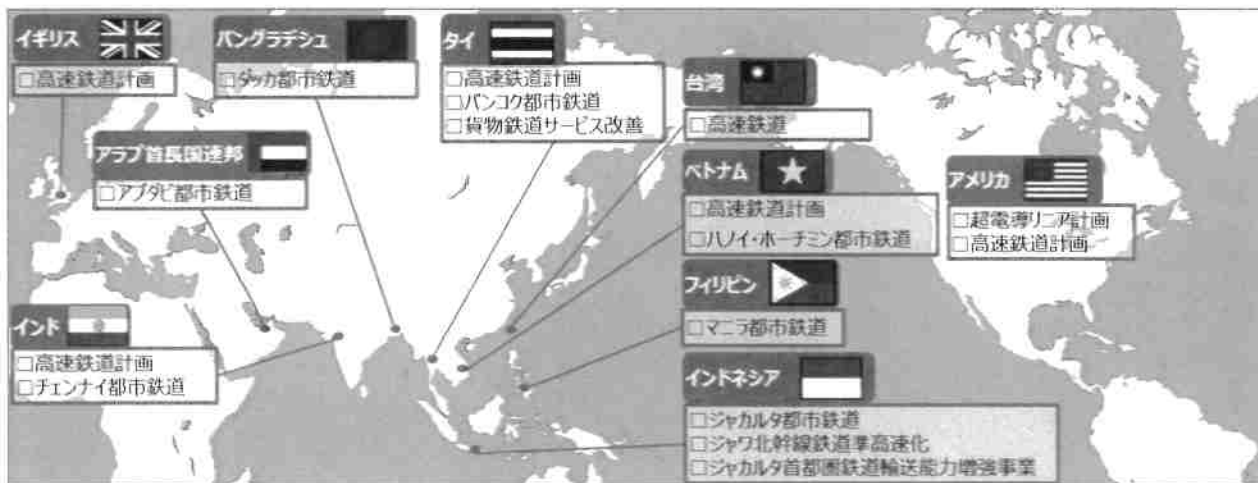 イギリス
□高速鉄道計画
バングラデシュ
□ダッカ都市鉄道
タイ
□高速鉄道計画
□バンコク都市鉄道
□貨物鉄道サービス改善
台湾
□高速鉄道
アラブ首長国連邦
□アブダビ都市鉄道
ベトナム
□高速鉄道計画
□ハノイ・ホーチミン都市鉄道
アメリカ
□超電導リニア計画
□高速鉄道計画
フィリピン
□マニラ都市鉄道
インド
□高速鉄道計画
□チェンナイ都市鉄道
インドネシア
□ジャカルタ都市鉄道
□ジャワ北幹線鉄道準高速化
□ジャカルタ首都圏鉄道輸送能力増強事業